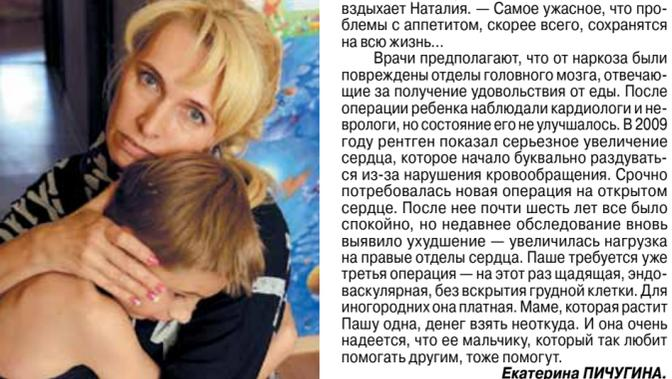 вздыхает Наталия. — Самое ужасное, что про-
блемы с аппетитом, скорее всего, сохранятся
на всю жизнь...
Врачи предполагают, что от наркоза были
повреждены отделы головного мозга, отвечаю-
щие за получение удовольствия от еды. После
операции ребенка наблюдали кардиологи и не-
врологи, но состояние его не улучшалось. В 2009
году рентген показал серьезное увеличение
сердца, которое начало буквально раздувать-
ся из-за нарушения кровообращения. Срочно
потребовалась новая операция на открытом
сердце. После нее почти шесть лет все было
спокойно, но недавнее обследование вновь
выявило ухудшение — увеличилась нагрузка
на правые отделы сердца. Паше требуется уже
третья операция — на этот раз щадящая, эндо-
васкулярная, без вскрытия грудной клетки. Для
иногородних она платная. Маме, которая растит
Пашу одна, денег взять неоткуда. И она очень
надеется, что ее мальчику, который так любит
помогать другим, тоже помогут.
Екатерина ПИЧУГИНА.